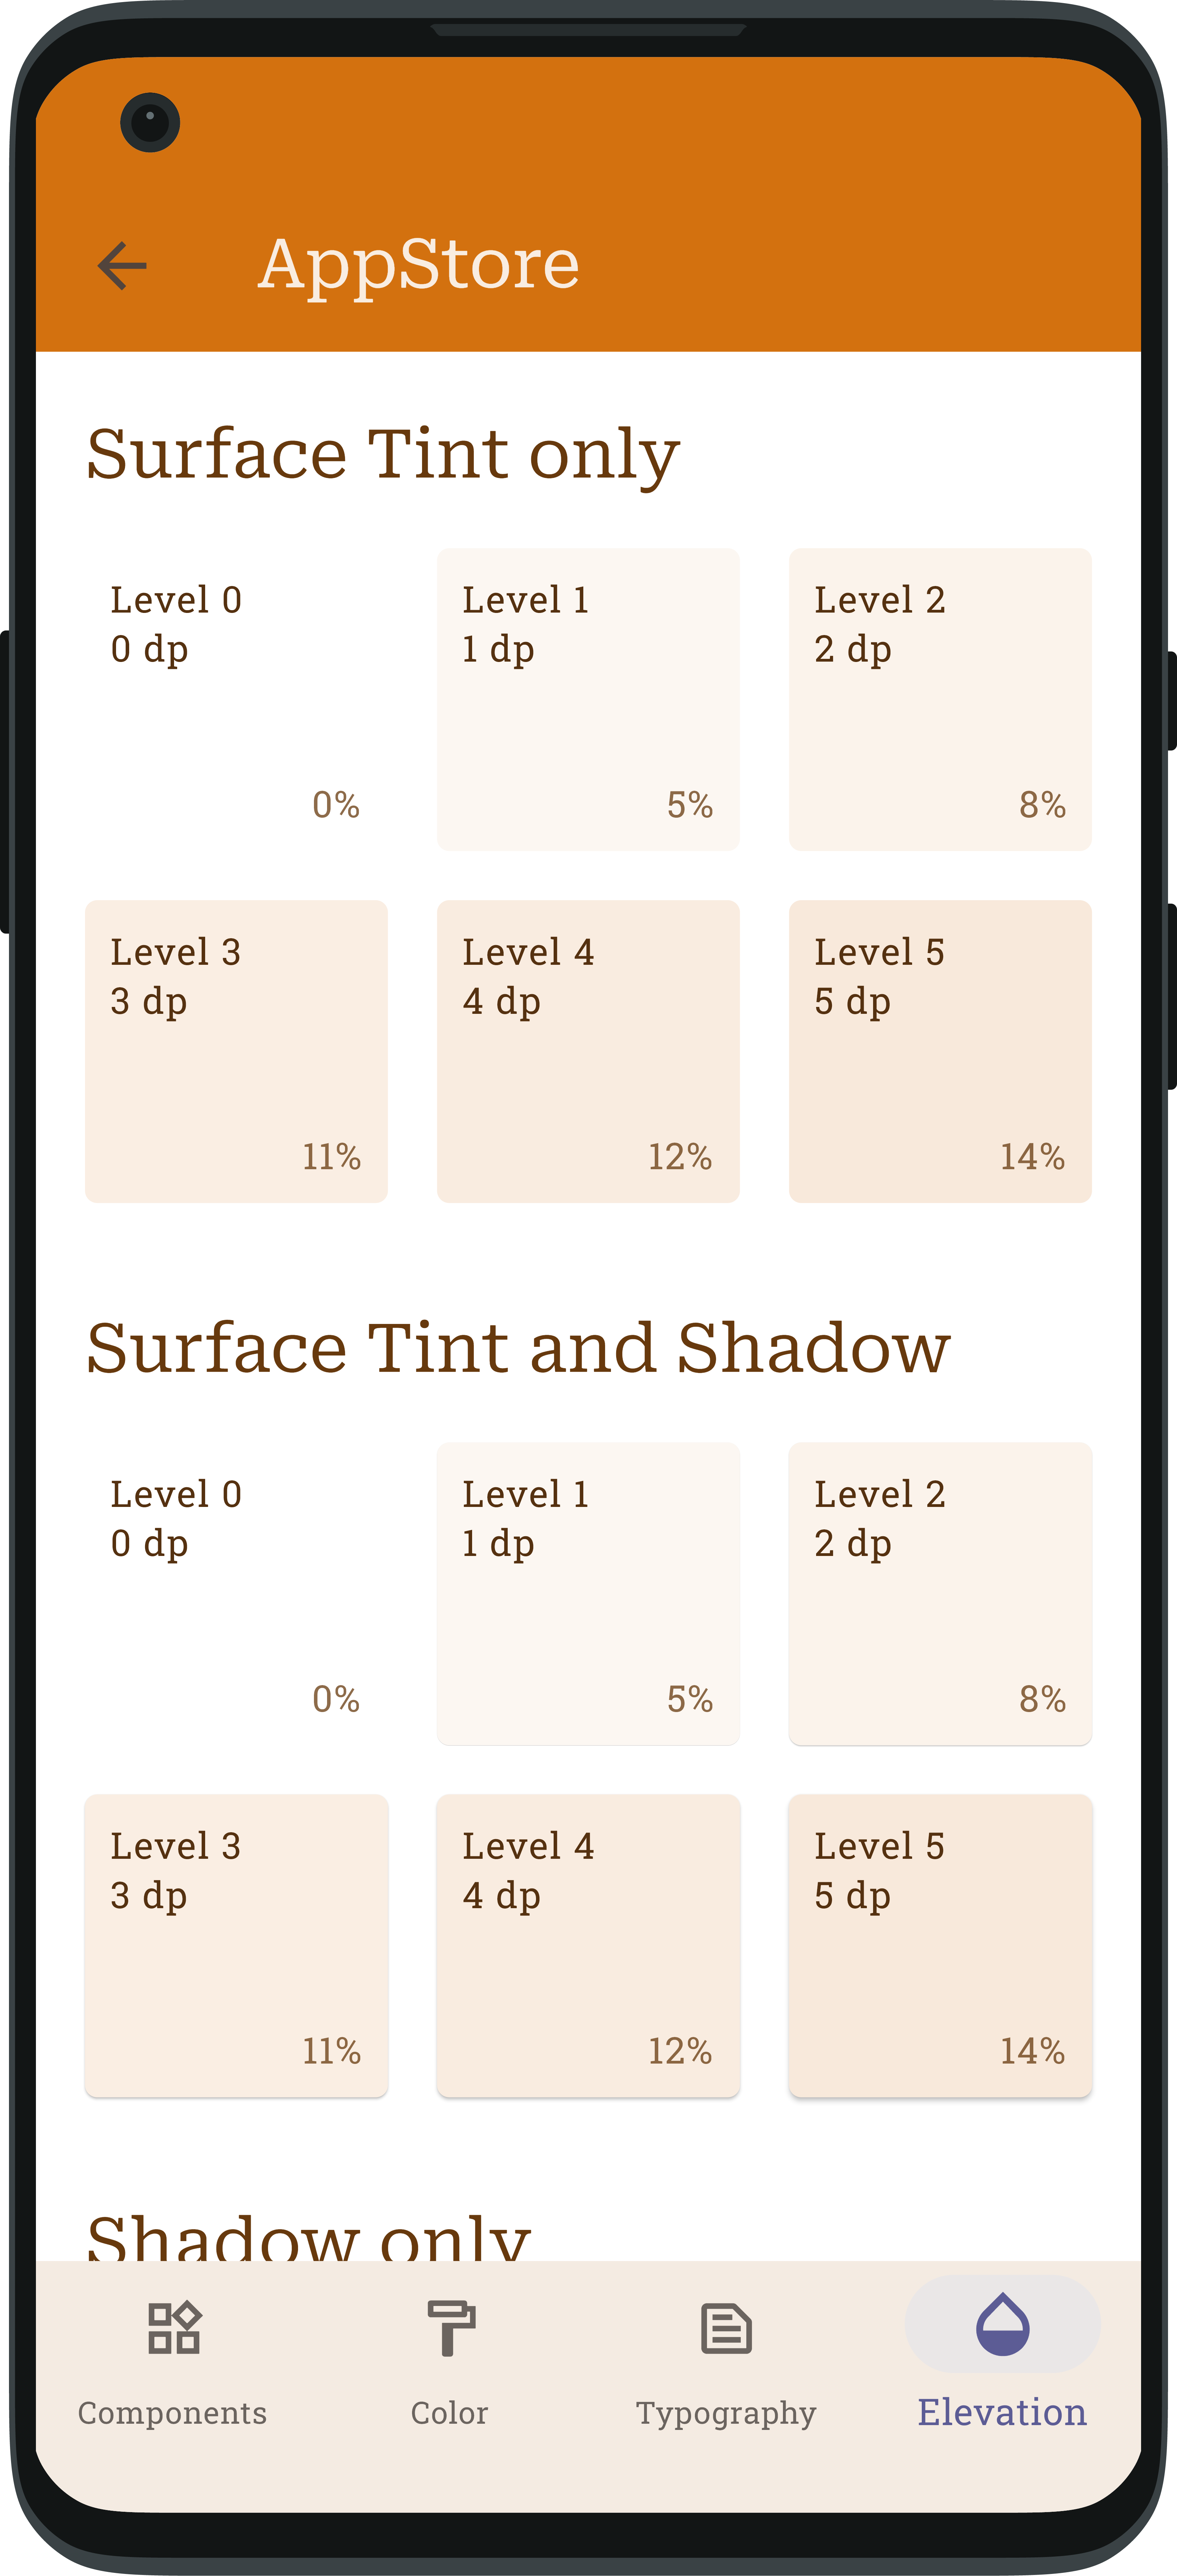 AppStore
Surface Tint only
Level 0
0 dp
0%
Level 1
1 dp
5%
Level 2
2 dp
8%
Level 3
3 dp
11%
Level 4
4 dp
12%
Level 5
5 dp
14%
Surface Tint and Shadow
Level 0
0 dp
0%
Level 1
1 dp
5%
Level 2
2 dp
8%
Level 3
3 dp
11%
Level 4
4 dp
12%
Level 5
5 dp
14%
Shadow only
Components
Color
Typography
Elevation